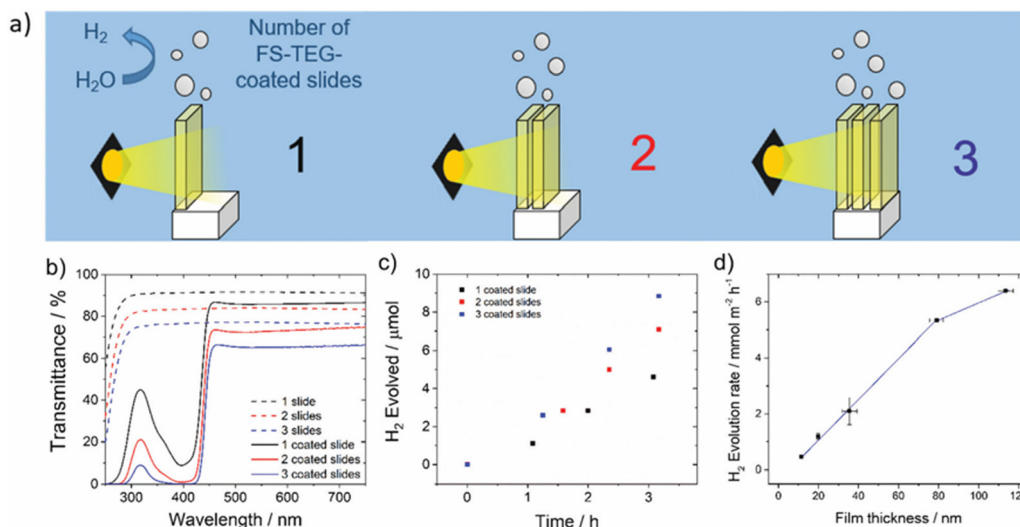 a)
H₂
H₂O
Number of
FS-TEG-
coated slides
1
2
3
b)
Transmittance / %
100
80
60
40
20
0
1 slide
2 slides
3 slides
1 coated slide
2 coated slides
3 coated slides
300 400 500 600 700
Wavelength / nm
c)
H₂ Evolved / μmol
10
8
6
4
2
0
1 coated slide
2 coated slides
3 coated slides
0 1 2 3
Time / h
d)
H₂ Evolution rate / mmol m⁻² h⁻¹
6
4
2
0
20 40 60 80 100
Film thickness / nm